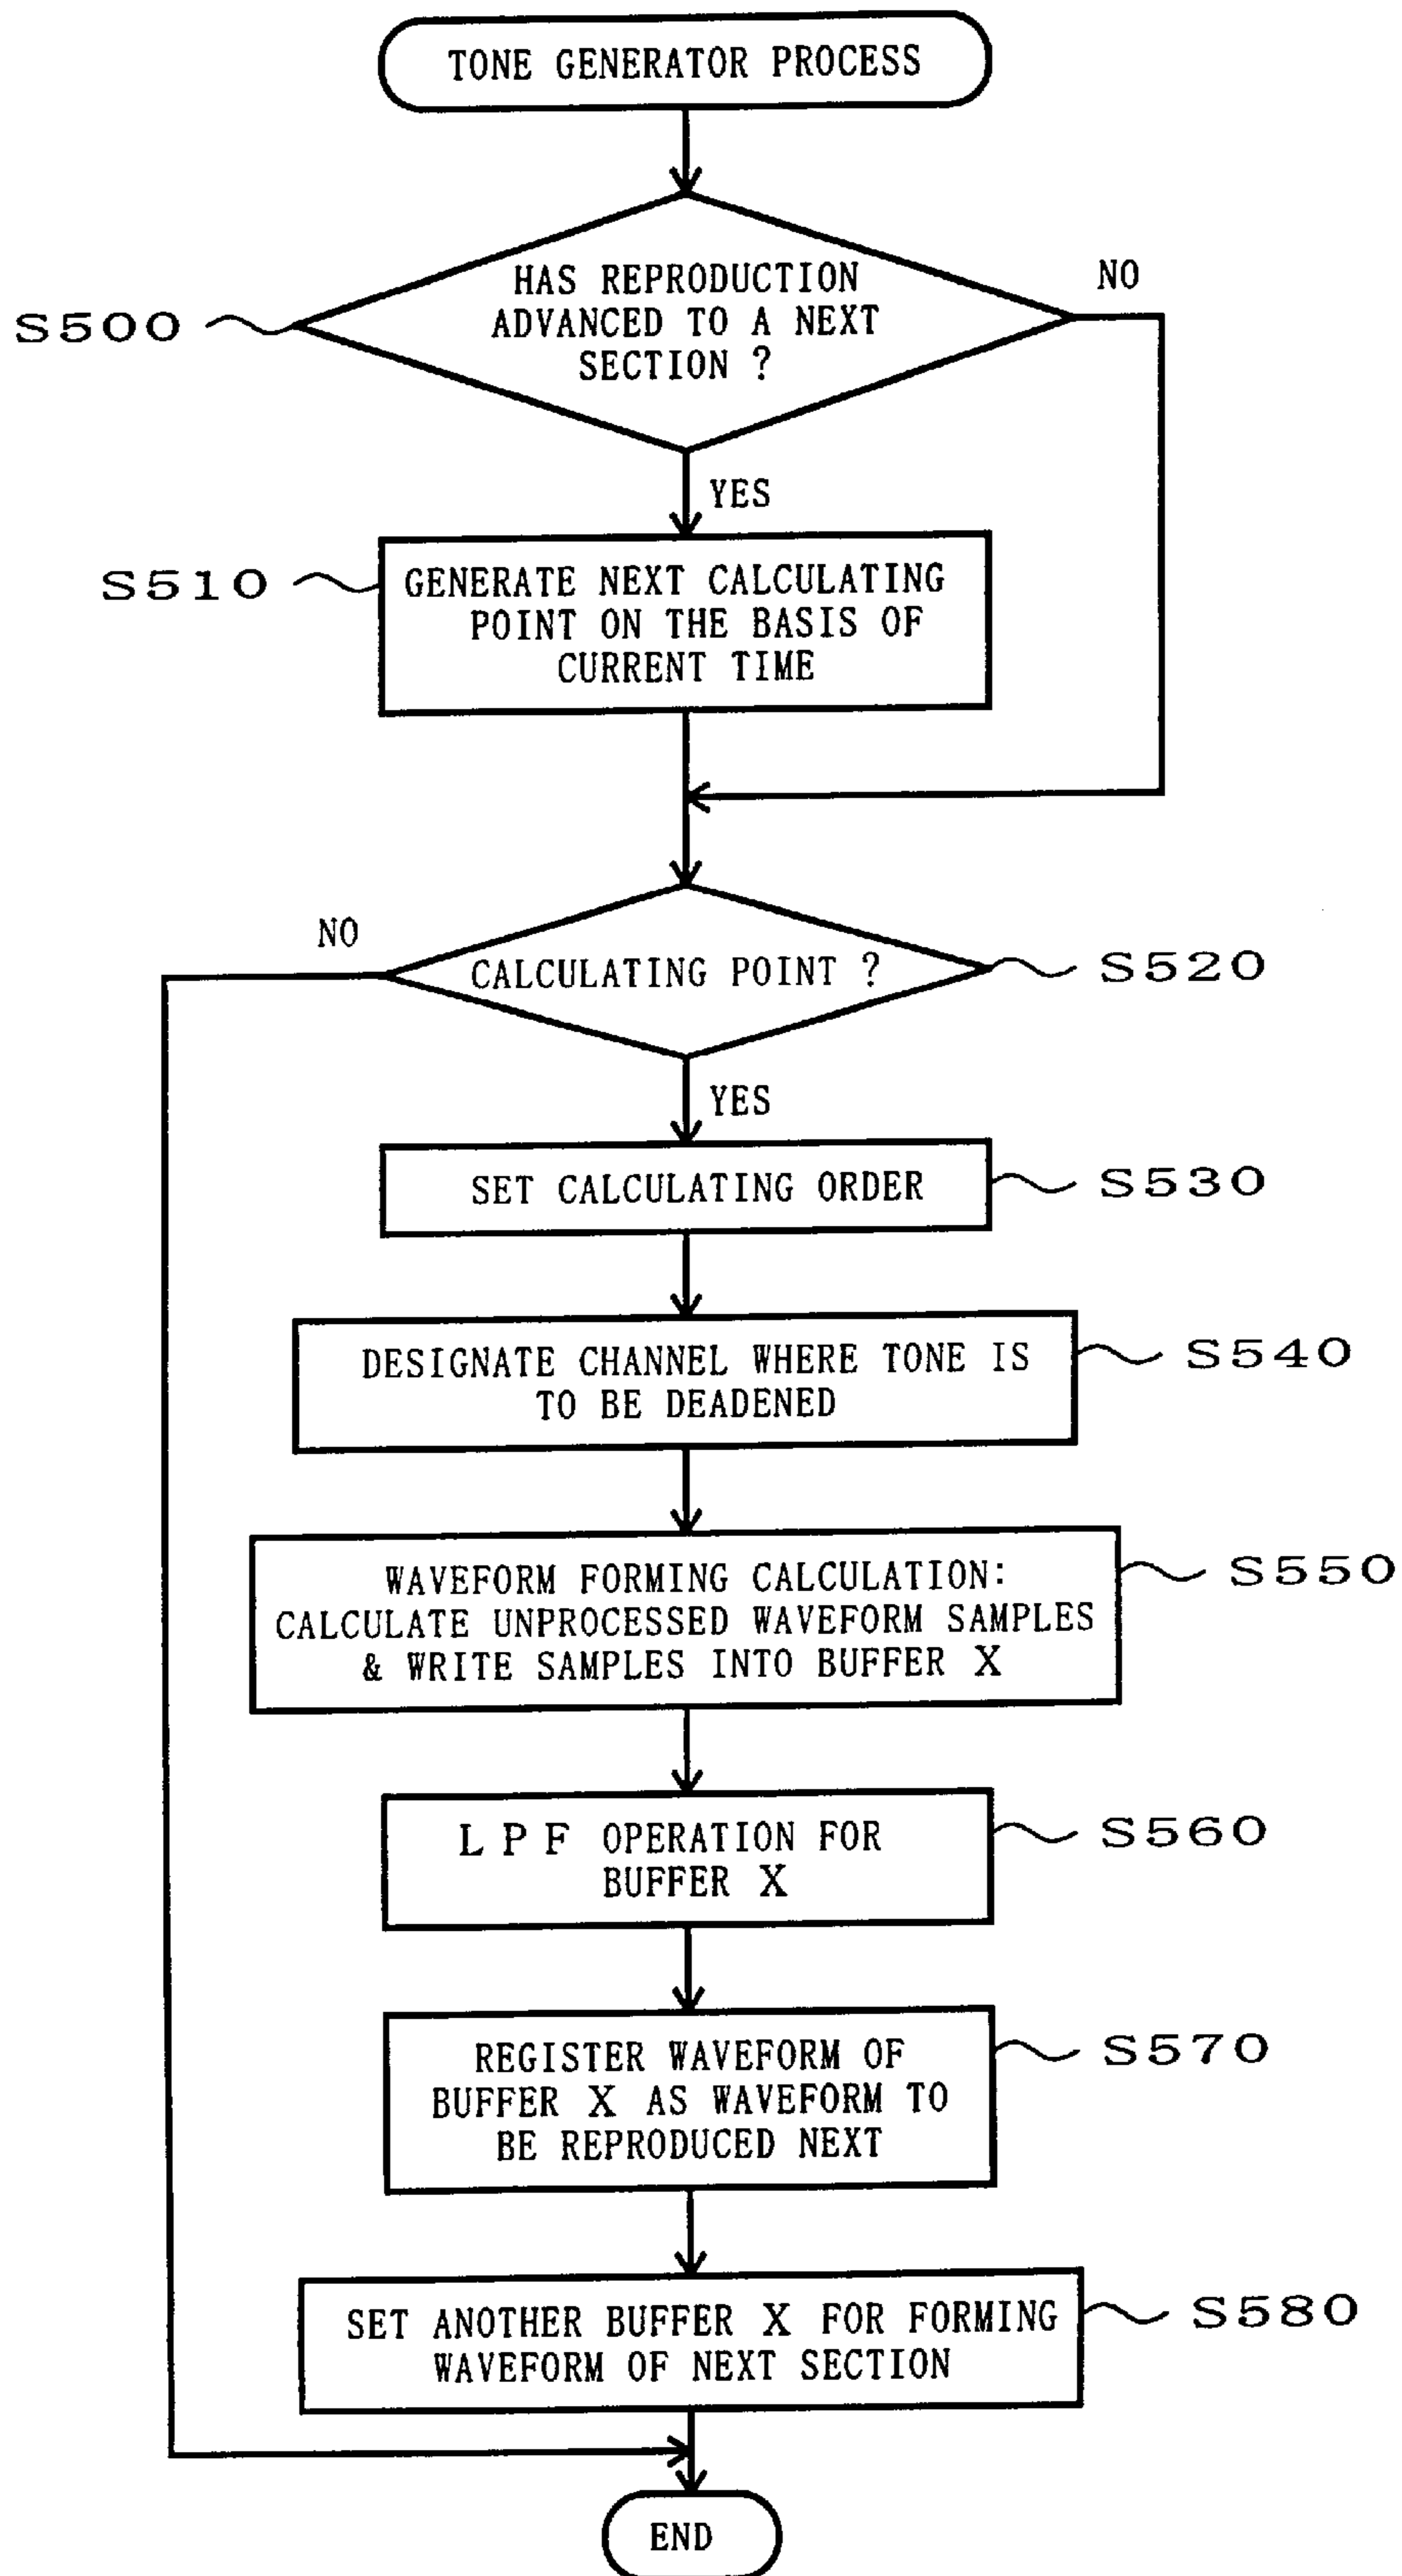 TONE GENERATOR PROCESS
HAS REPRODUCTION
ADVANCED TO A NEXT
SECTION ?
NO
S500
YES
S510
GENERATE NEXT CALCULATING
POINT ON THE BASIS OF
CURRENT TIME
NO
CALCULATING POINT ?
S520
YES
SET CALCULATING ORDER
S530
DESIGNATE CHANNEL WHERE TONE IS
TO BE DEADENED
S540
WAVEFORM FORMING CALCULATION:
CALCULATE UNPROCESSED WAVEFORM SAMPLES
& WRITE SAMPLES INTO BUFFER X
S550
LPF OPERATION FOR
BUFFER X
S560
REGISTER WAVEFORM OF
BUFFER X AS WAVEFORM TO
BE REPRODUCED NEXT
S570
SET ANOTHER BUFFER X FOR FORMING
WAVEFORM OF NEXT SECTION
S580
END